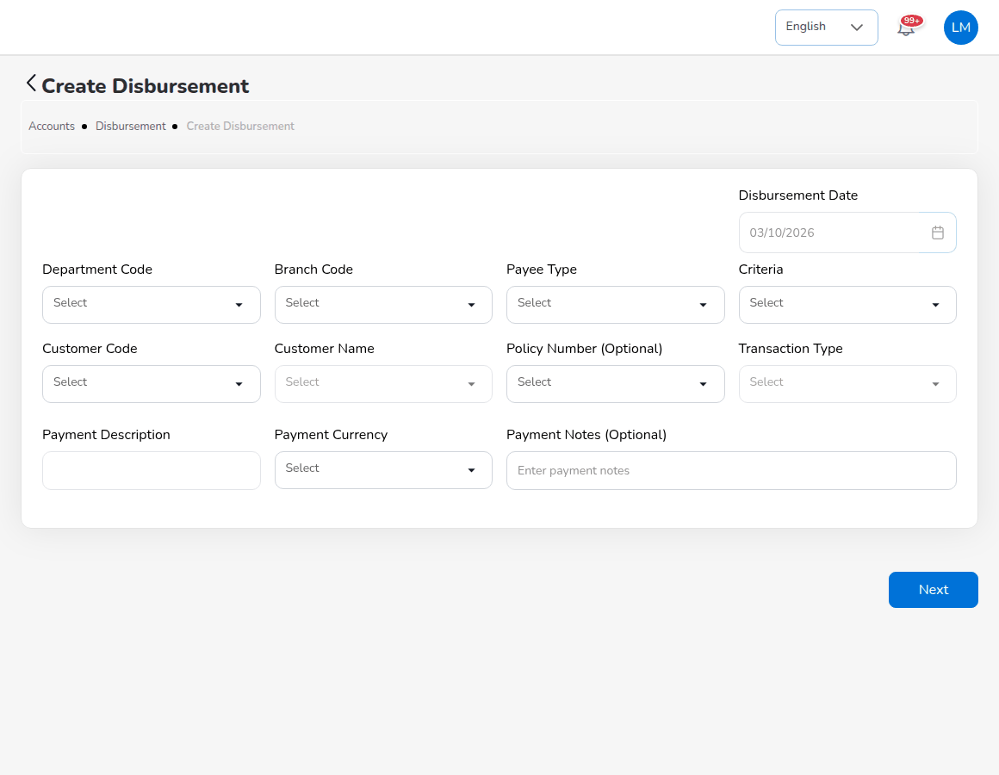 English
99+
LM
Create Disbursement
Accounts • Disbursement • Create Disbursement
Disbursement Date
03/10/2026
Department Code Branch Code Payee Type Criteria
Select Select Select Select
Customer Code Customer Name Policy Number (Optional) Transaction Type
Select Select Select Select
Payment Description Payment Currency Payment Notes (Optional)
Select Enter payment notes
Next